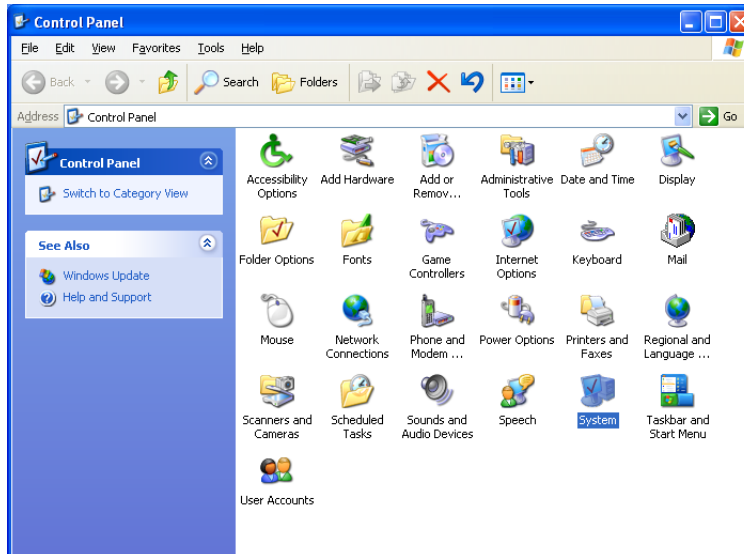 Control Panel
File Edit View Favorites Tools Help
Back Search Folders
Address Control Panel Go
Control Panel
Switch to Category View
See Also
Windows Update
Help and Support
Accessibility Options
Add Hardware
Add or Remov...
Administrative Tools
Date and Time
Display
Folder Options
Fonts
Game Controllers
Internet Options
Keyboard
Mail
Mouse
Network Connections
Phone and Modem ...
Power Options
Printers and Faxes
Regional and Language ...
Scanners and Cameras
Scheduled Tasks
Sounds and Audio Devices
Speech
System
Taskbar and Start Menu
User Accounts